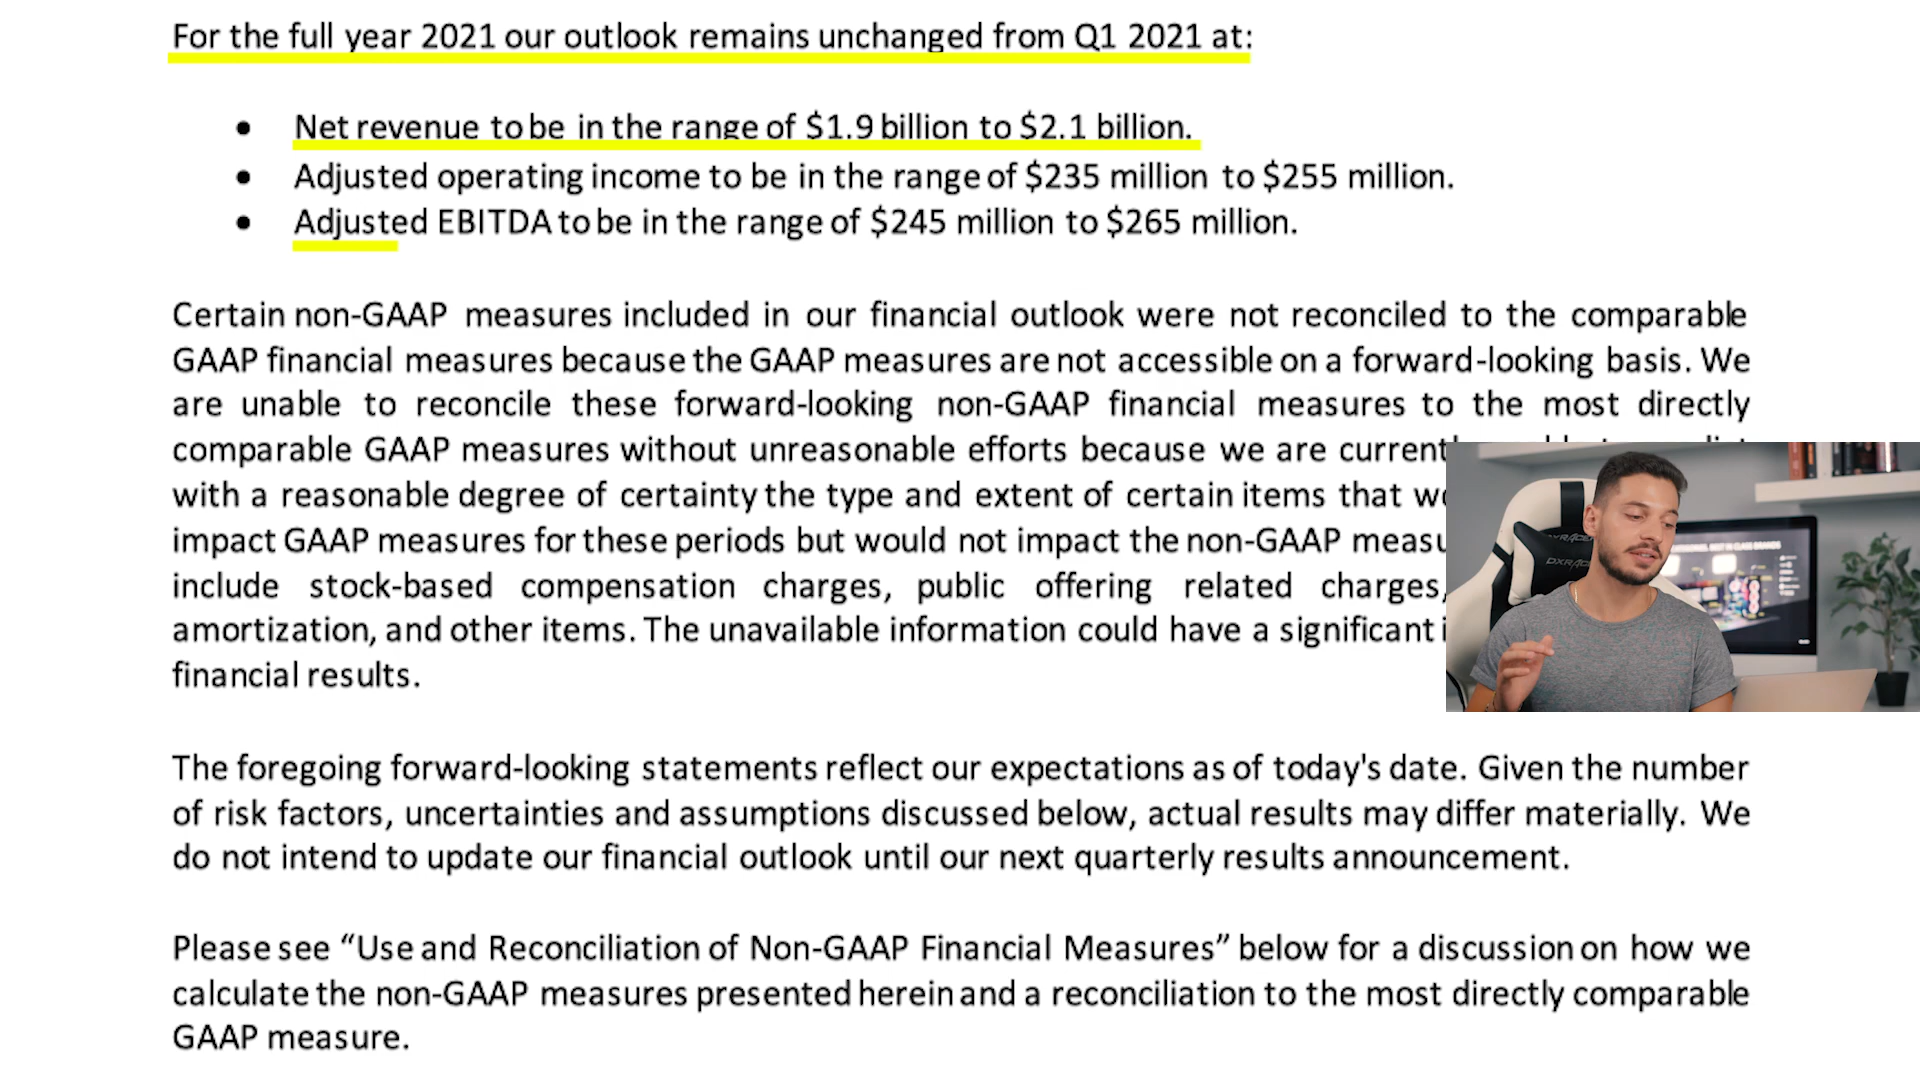 For the full year 2021 our outlook remains unchanged from Q1 2021 at:
• Net revenue to be in the range of $1.9 billion to $2.1 billion.
• Adjusted operating income to be in the range of $235 million to $255 million.
• Adjusted EBITDA to be in the range of $245 million to $265 million.
Certain non-GAAP measures included in our financial outlook were not reconciled to the comparable
GAAP financial measures because the GAAP measures are not accessible on a forward-looking basis. We
are unable to reconcile these forward-looking non-GAAP financial measures to the most directly
comparable GAAP measures without unreasonable efforts because we are
with a reasonable degree of certainty the type and extent of certain items that
impact GAAP measures for these periods but would not impact the non-GAAP
include stock-based compensation charges, public offering related charges,
amortization, and other items. The unavailable information could have a significant
financial results.
DXRACER
The foregoing forward-looking statements reflect our expectations as of today's date. Given the number
of risk factors, uncertainties and assumptions discussed below, actual results may differ materially. We
do not intend to update our financial outlook until our next quarterly results announcement.
Please see “Use and Reconciliation of Non-GAAP Financial Measures” below for a discussion on how we
calculate the non-GAAP measures presented herein and a reconciliation to the most directly comparable
GAAP measure.